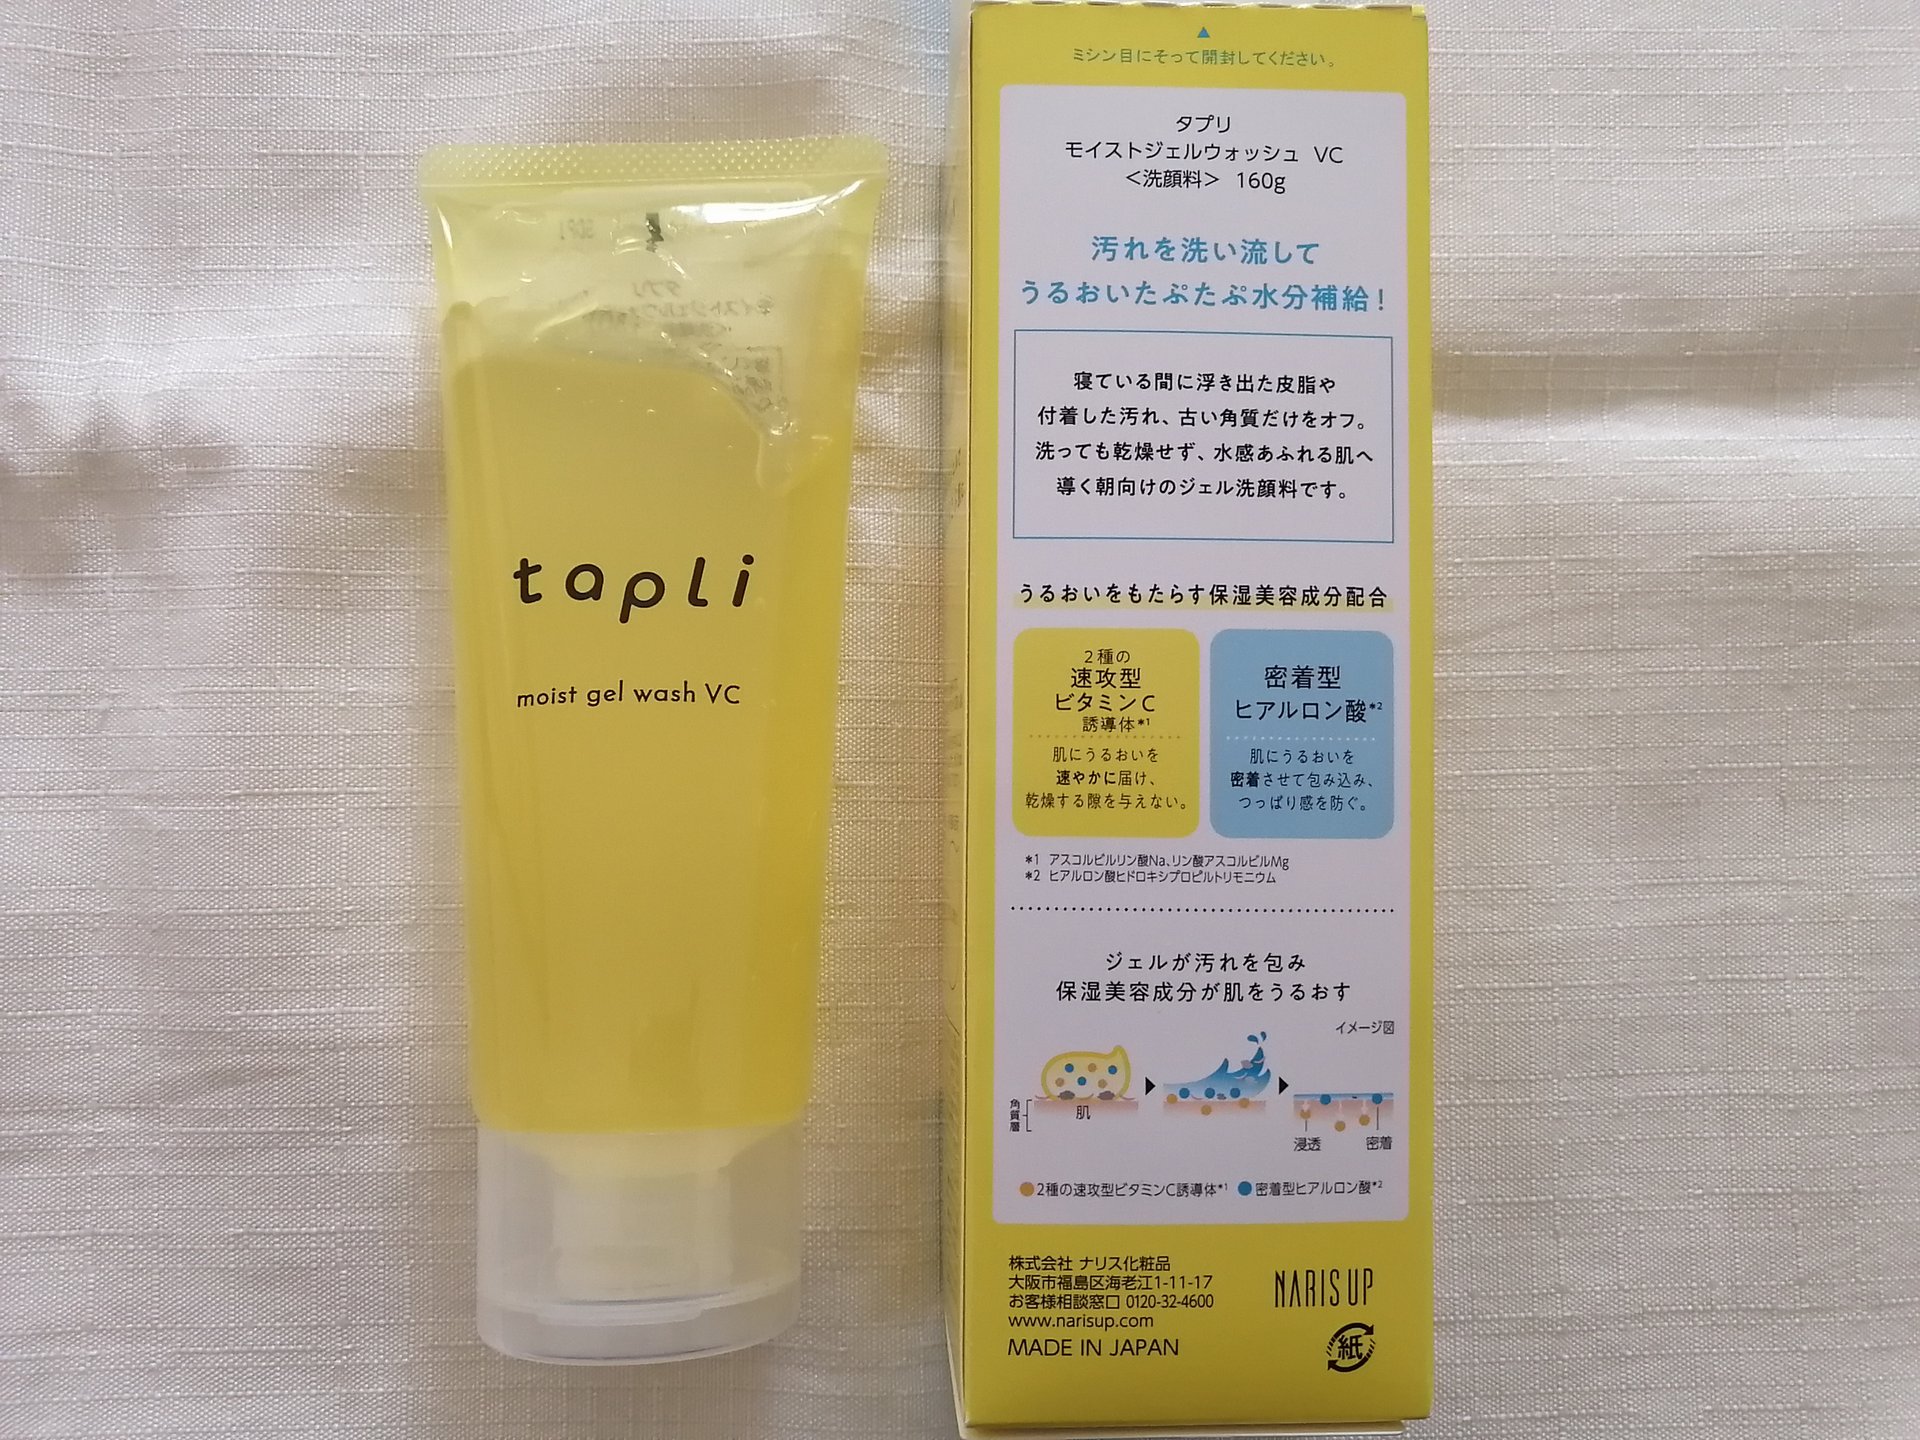 tapli
moist gel wash VC
ミシン目にそって開封してください。
タプリ
モイストジェルウォッシュ VC
＜洗顔料＞ 160g
汚れを洗い流して
うるおいたぷたぷ水分補給！
寝ている間に浮き出た皮脂や
付着した汚れ、古い角質だけをオフ。
洗っても乾燥せず、水感あふれる肌へ
導く朝向けのジェル洗顔料です。
うるおいをもたらす保湿美容成分配合
2種の
速攻型
ビタミンC
誘導体*1
肌にうるおいを
速やかに届け、
乾燥する隙を与えない。
密着型
ヒアルロン酸*2
肌にうるおいを
密着させて包み込み、
つっぱり感を防ぐ。
*1 アスコルビルリン酸Na、リン酸アスコルビルMg
*2 ヒアルロン酸ヒドロキシプロピルトリモニウム
ジェルが汚れを包み
保湿美容成分が肌をうるおす
イメージ図
角質層
肌
浸透
密着
2種の速攻型ビタミンC誘導体*1 密着型ヒアルロン酸*2
株式会社 ナリス化粧品
大阪市福島区海老江1-11-17
お客様相談窓口 0120-32-4600
www.narisup.com
MADE IN JAPAN
NARIS UP
紙